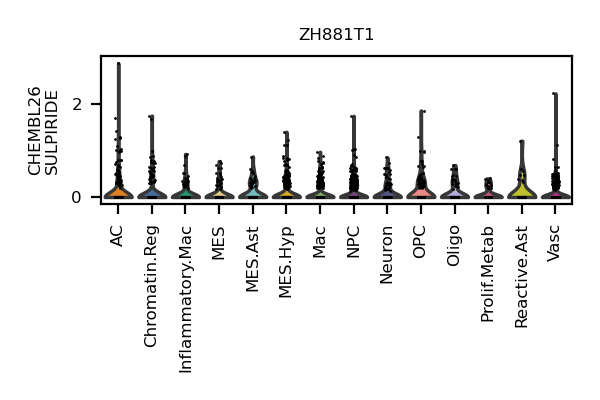 ZH881T1
CHEMBL26
SULPIRIDE
2
0
AC
Chromatin.Reg
Inflammatory.Mac
MES
MES.Ast
MES.Hyp
Mac
NPC
Neuron
OPC
Oligo
Prolif.Metab
Reactive.Ast
Vasc